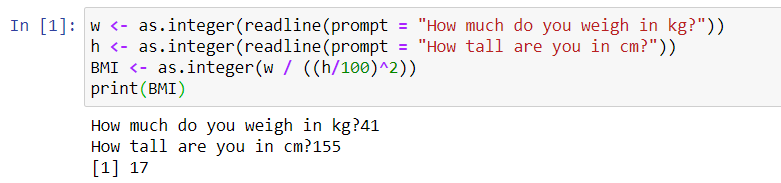 In [1]: w <- as.integer(readline(prompt = "How much do you weigh in kg?"))
h <- as.integer(readline(prompt = "How tall are you in cm?"))
BMI <- as.integer(w / ((h/100)^2))
print(BMI)
How much do you weigh in kg?41
How tall are you in cm?155
[1] 17